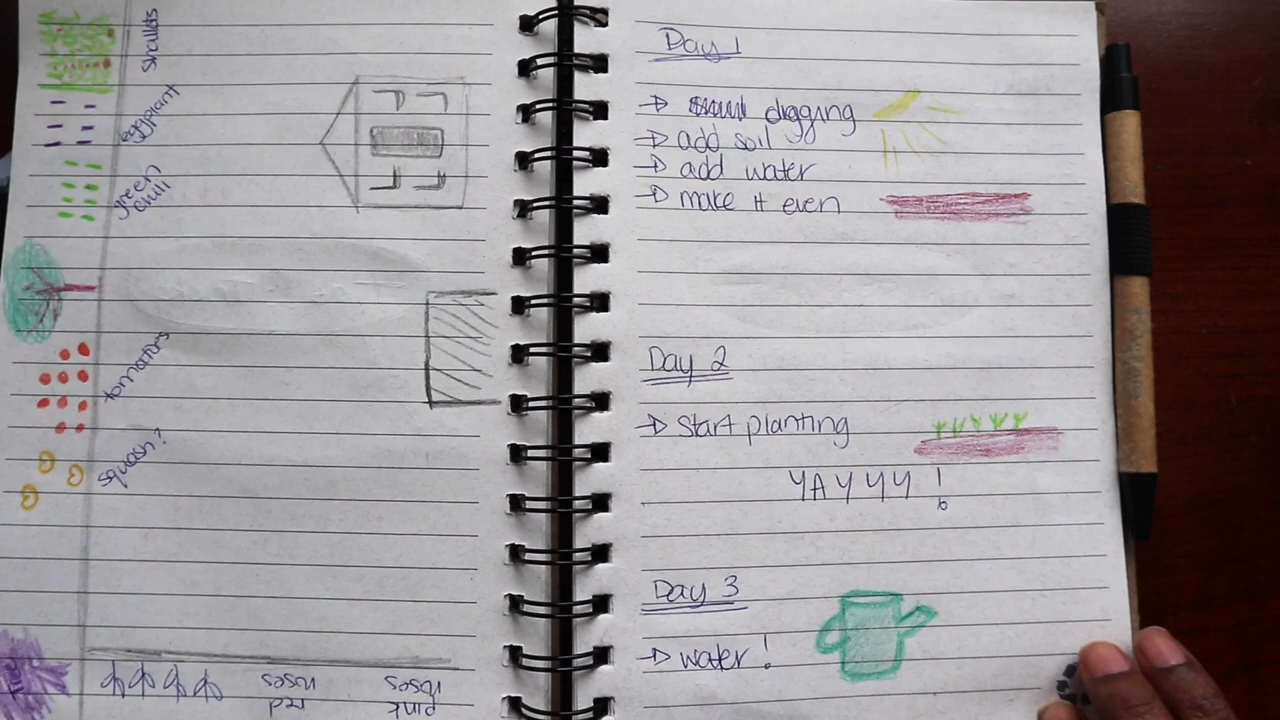 shallots
eggplant
green
chilli
tomatoes
squash?
red
roses
pink
roses
Day 1
→ digging
→ add soil
→ add water
→ make it even
Day 2
→ start planting
YAYYY!
Day 3
→ water!